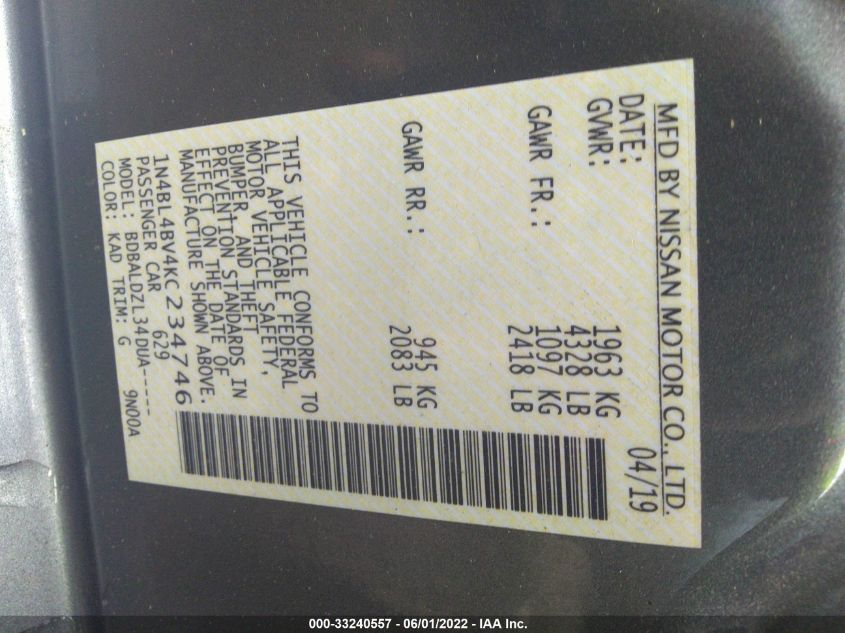 MFD BY NISSAN MOTOR CO., LTD.
DATE: 04/19
GVWR: 1963 KG
4328 LB
GAWR FR.: 1097 KG
2418 LB
GAWR RR.: 945 KG
2083 LB
THIS VEHICLE CONFORMS TO
ALL APPLICABLE FEDERAL
MOTOR VEHICLE SAFETY,
BUMPER, AND THEFT
PREVENTION STANDARDS IN
EFFECT ON THE DATE OF
MANUFACTURE SHOWN ABOVE.
1N4BL4BV4KC234746
PASSENGER CAR 629
MODEL: BDBALDZL34DUA-----
COLOR: KAD TRIM: G 9N00A
000-33240557 - 06/01/2022 - IAA Inc.